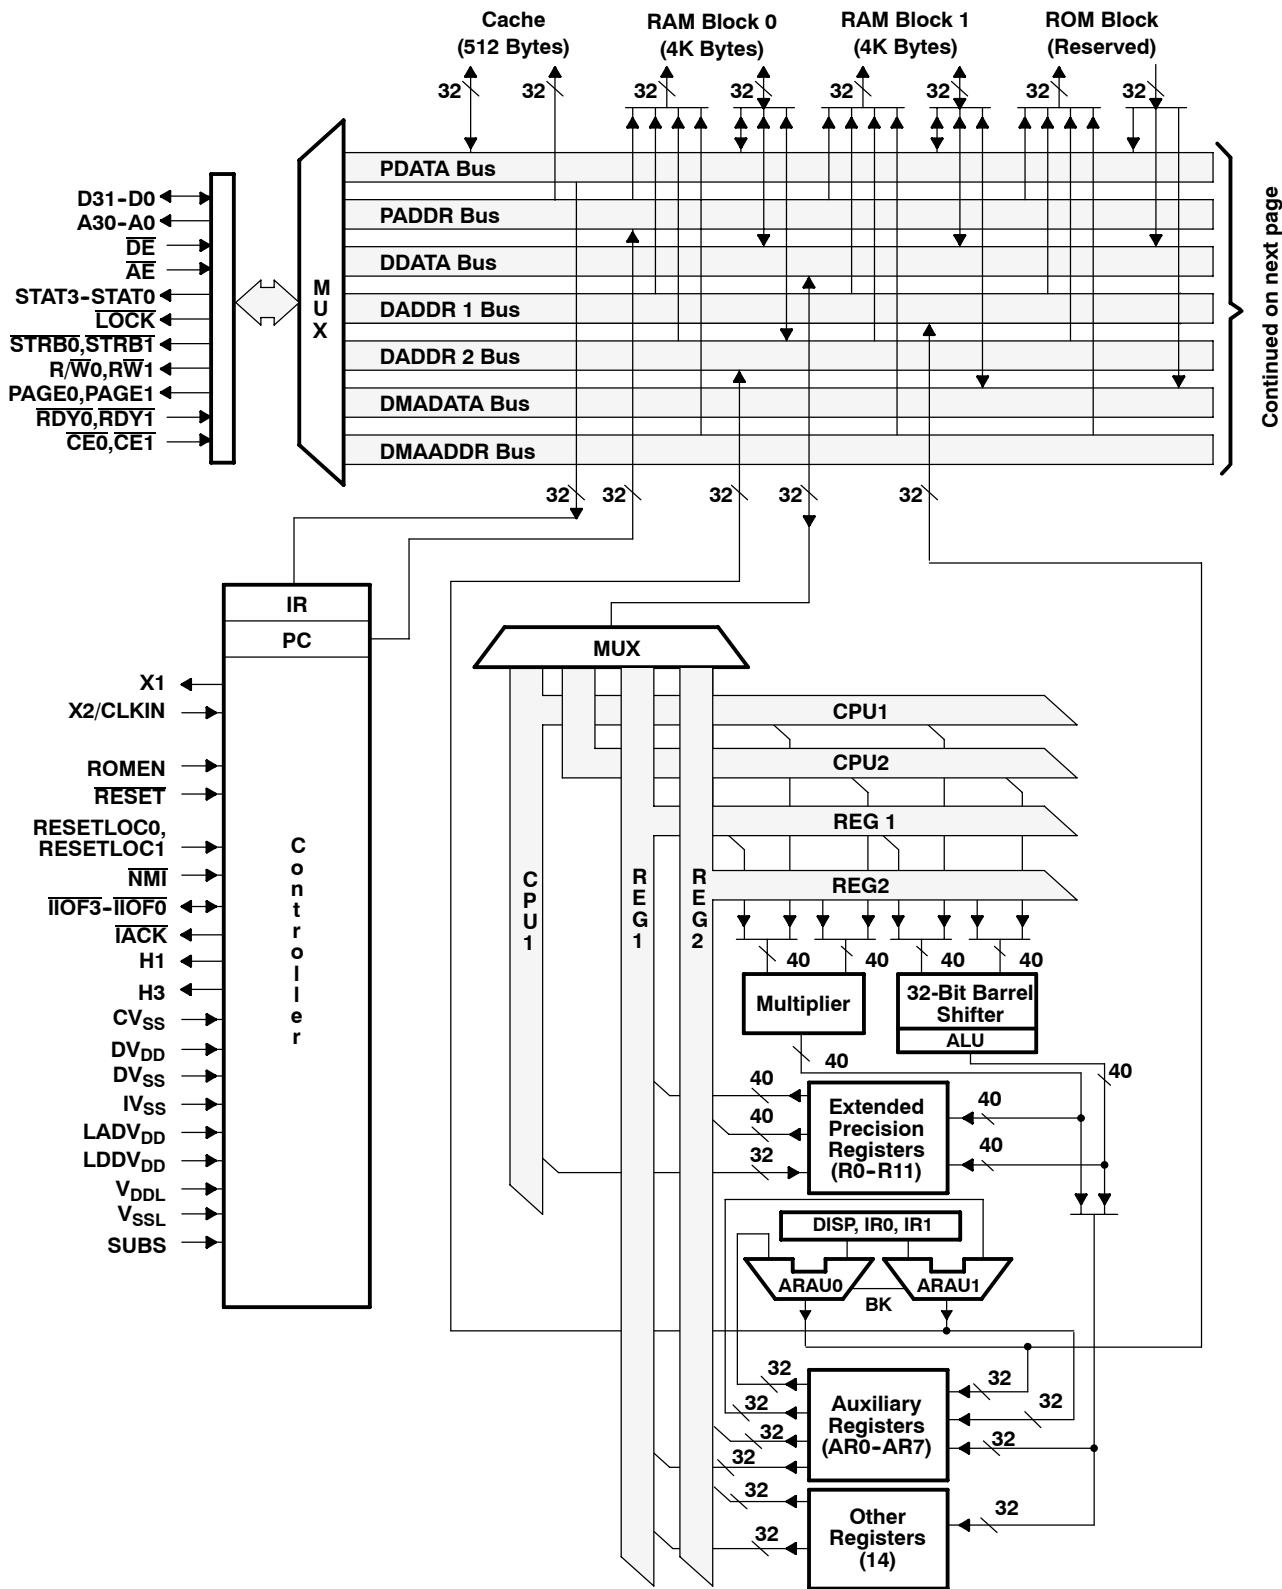 Cache
(512 Bytes)
RAM Block 0
(4K Bytes)
RAM Block 1
(4K Bytes)
ROM Block
(Reserved)
32 32 32 32 32 32 32 32
PDATA Bus
PADDR Bus
DDATA Bus
DADDR 1 Bus
DADDR 2 Bus
DMADATA Bus
DMAADDR Bus
MUX
Continued on next page
D31-D0
A30-A0
DE
AE
STAT3-STAT0
LOCK
STRB0,STRB1
R/W0,RW1
PAGE0,PAGE1
RDY0,RDY1
CE0,CE1
32 32 32 32 32
IR
PC
Controller
X1
X2/CLKIN
ROMEN
RESET
RESETLOC0,
RESETLOC1
NMI
IIOF3-IIOF0
IACK
H1
H3
CVSS
DVDD
DVSS
IVSS
LADVDD
LDDVDD
VDDL
VSSL
SUBS
MUX
CPU1
CPU2
REG 1
REG2
CPU1
REG1
REG2
40 40 40 40
Multiplier
32-Bit Barrel
Shifter
ALU
40
40
40
40
32
Extended
Precision
Registers
(R0-R11)
40
40
40
DISP, IR0, IR1
ARAU0
ARAU1
BK
32
32
32
32
Auxiliary
Registers
(AR0-AR7)
32
32
32
32
32
Other
Registers
(14)
32